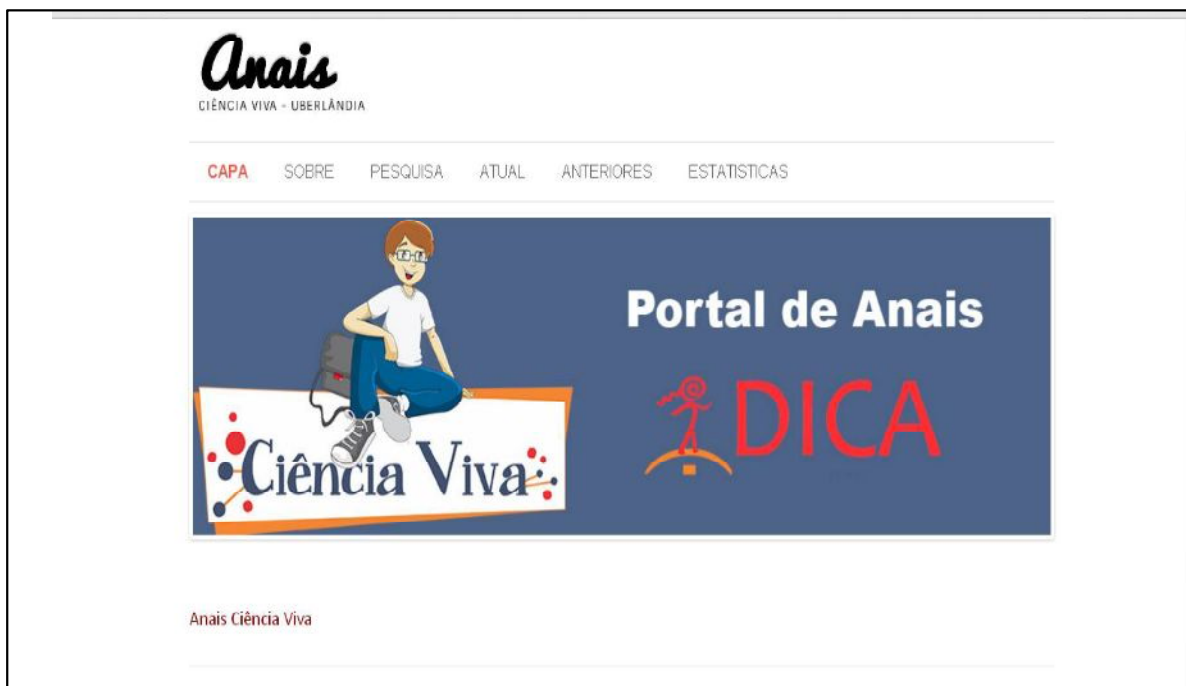 Anais
CIÊNCIA VIVA - UBERLÂNDIA
CAPA SOBRE PESQUISA ATUAL ANTERIORES ESTATISTICAS
Portal de Anais
DICA
Ciência Viva
Anais Ciência Viva